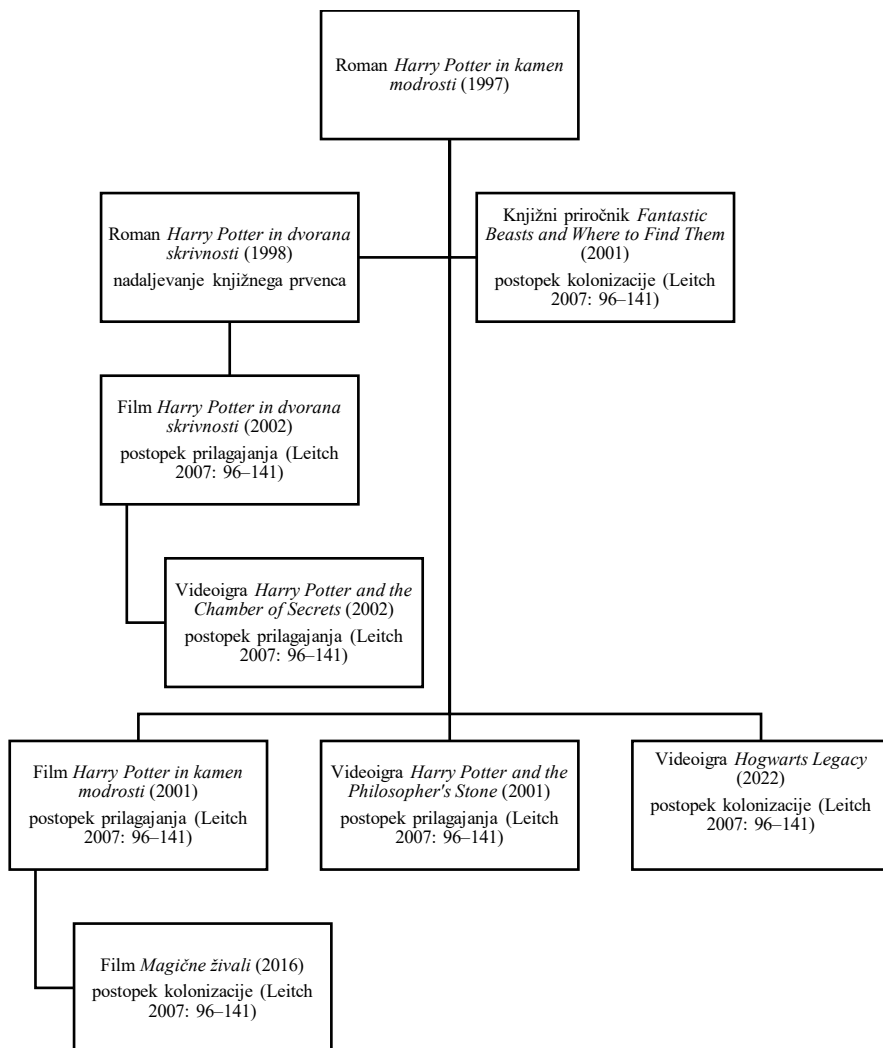 Roman Harry Potter in kamen
modrosti (1997)
Roman Harry Potter in dvorana
skrivnosti (1998)
nadaljevanje knjižnega prvenca
Knjižni priročnik Fantastic
Beasts and Where to Find Them
(2001)
postopek kolonizacije (Leitch
2007: 96–141)
Film Harry Potter in dvorana
skrivnosti (2002)
postopek prilagajanja (Leitch
2007: 96–141)
Videoigra Harry Potter and the
Chamber of Secrets (2002)
postopek prilagajanja (Leitch
2007: 96–141)
Film Harry Potter in kamen
modrosti (2001)
postopek prilagajanja (Leitch
2007: 96–141)
Videoigra Harry Potter and the
Philosopher's Stone (2001)
postopek prilagajanja (Leitch
2007: 96–141)
Videoigra Hogwarts Legacy
(2022)
postopek kolonizacije (Leitch
2007: 96–141)
Film Magične živali (2016)
postopek kolonizacije (Leitch
2007: 96–141)